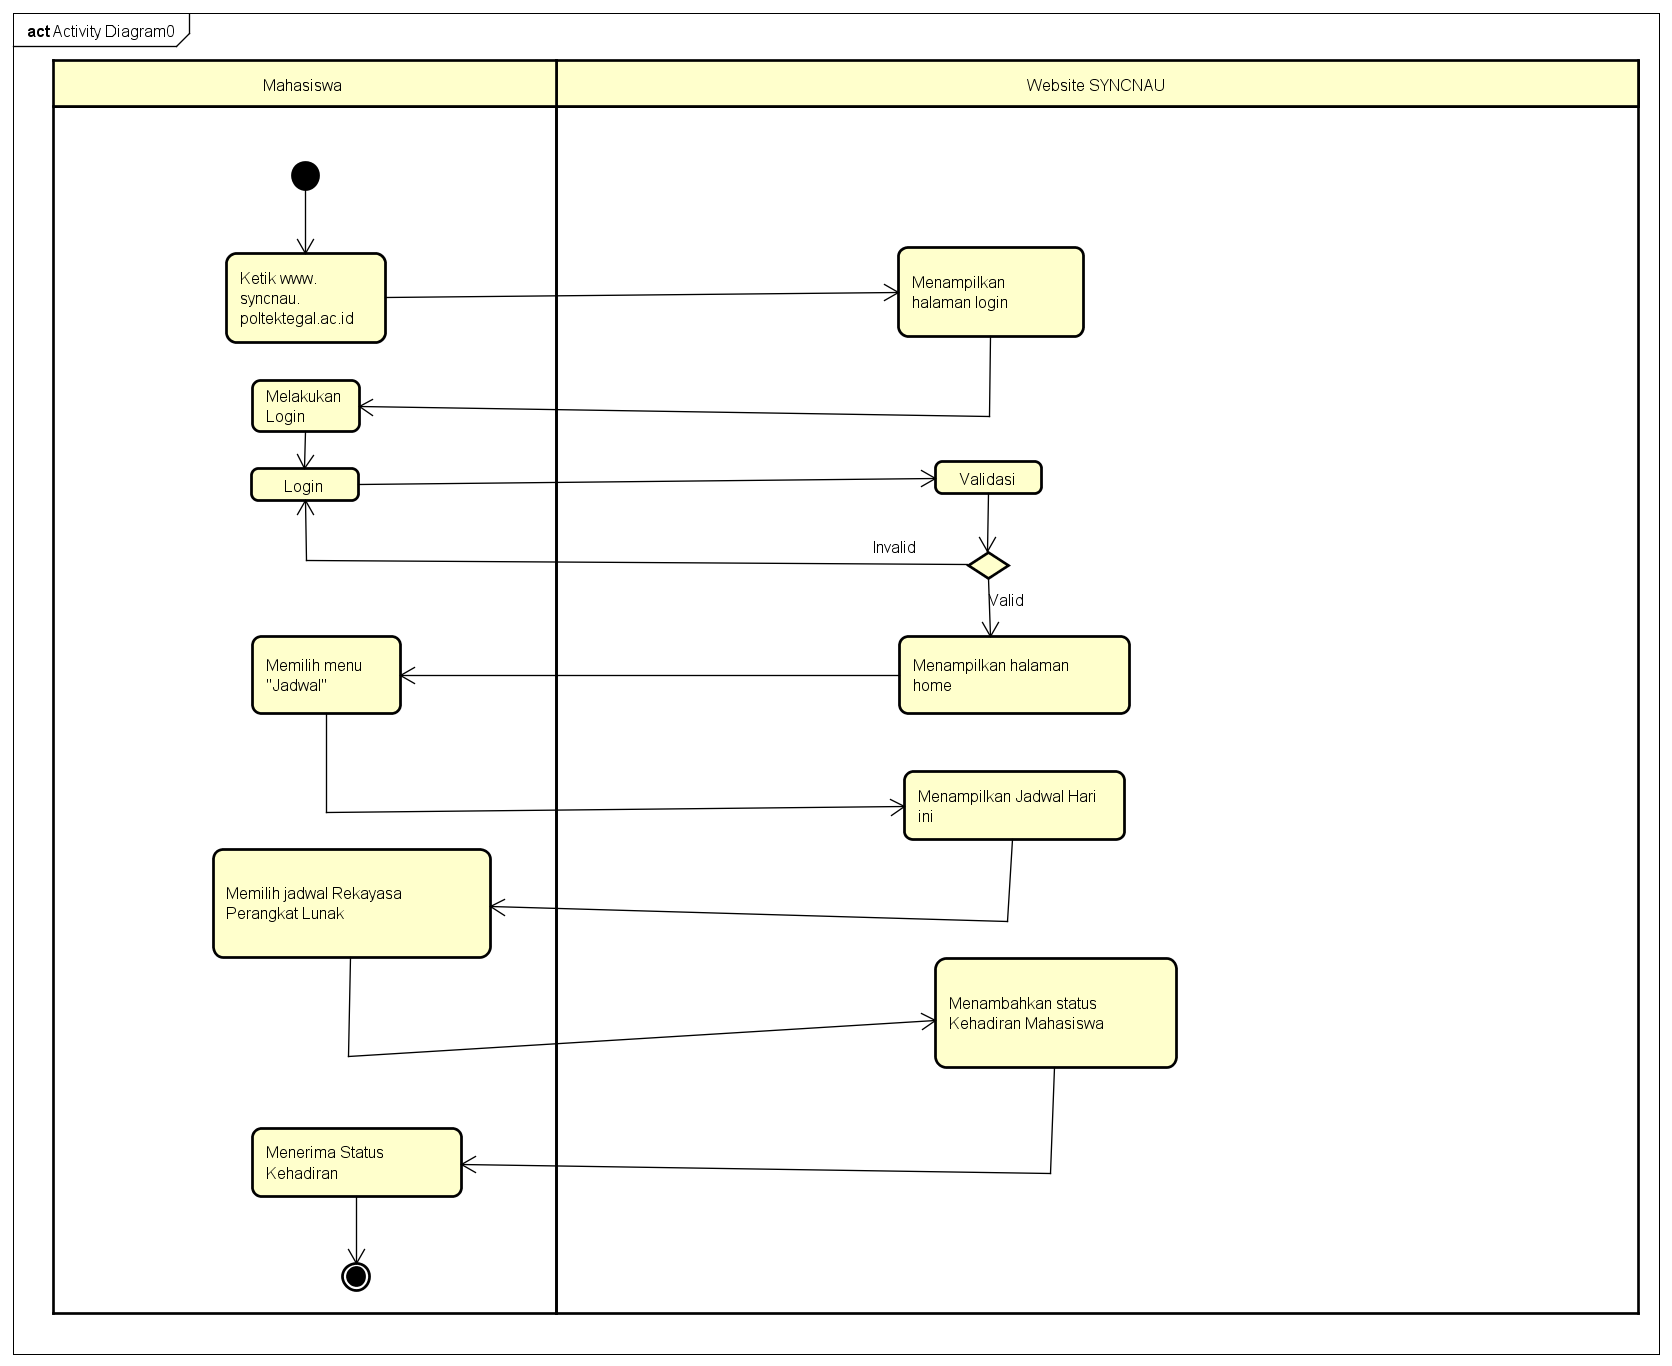 act Activity Diagram0
Mahasiswa
Website SYNCNAU
Ketik www.
syncnau.
poltektegal.ac.id
Menampilkan
halaman login
Melakukan
Login
Login
Validasi
Invalid
Valid
Memilih menu
"Jadwal"
Menampilkan halaman
home
Menampilkan Jadwal Hari
ini
Memilih jadwal Rekayasa
Perangkat Lunak
Menambahkan status
Kehadiran Mahasiswa
Menerima Status
Kehadiran